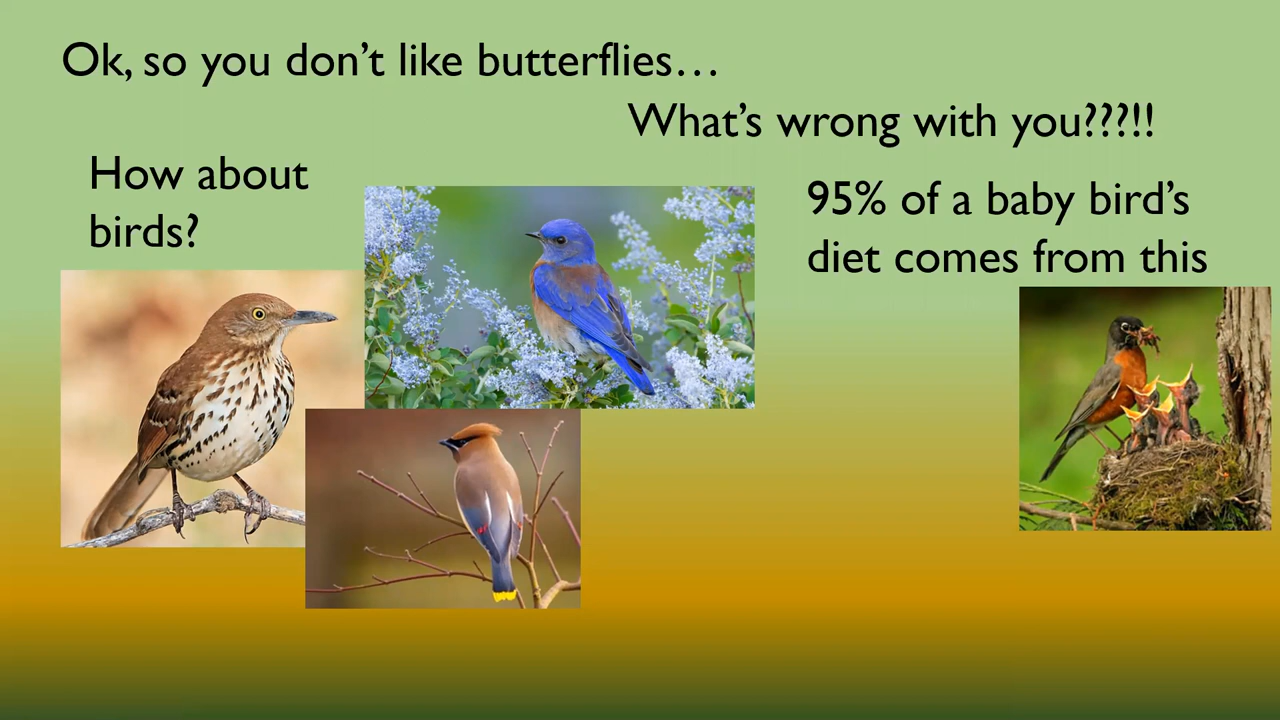 Ok, so you don’t like butterflies…
What’s wrong with you???!!
How about
birds?
95% of a baby bird’s
diet comes from this